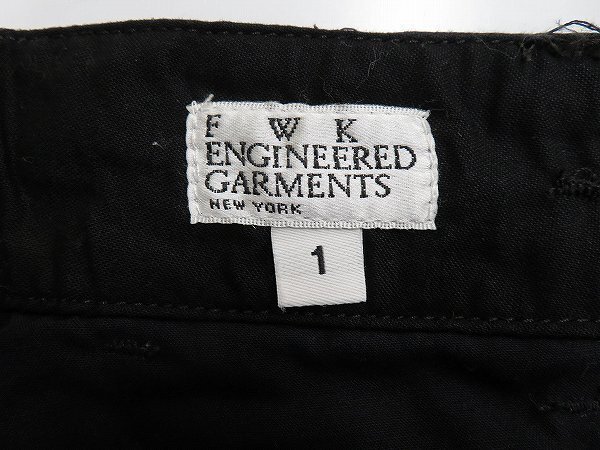 F W K
ENGINEERED
GARMENTS
NEW YORK
1